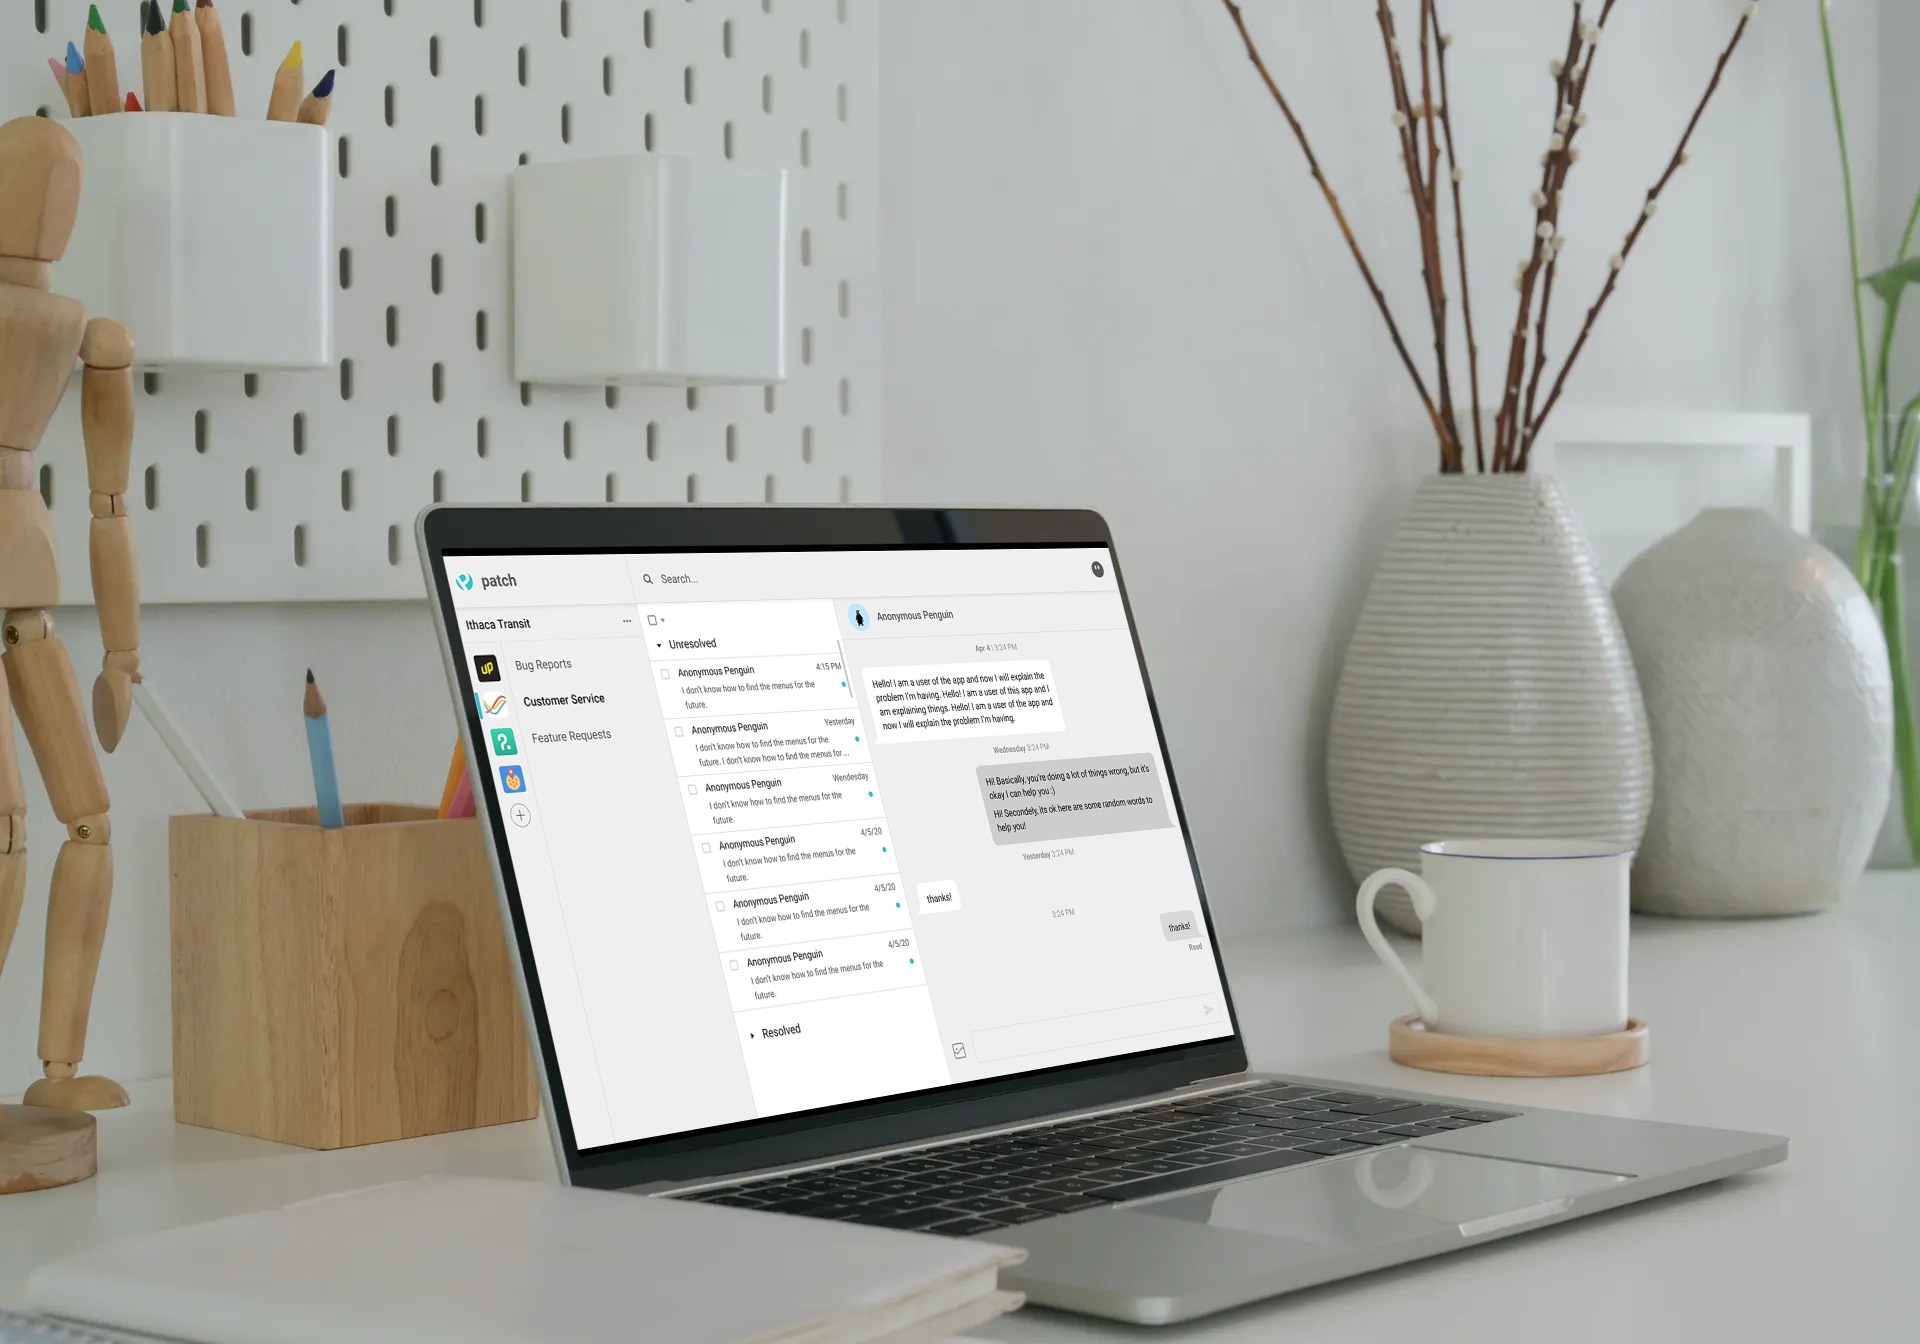 patch
Search...
Ithaca Transit
...
Unresolved
Anonymous Penguin
up
Bug Reports
Customer Service
?
Feature Requests
Anonymous Penguin 4:15 PM
I don't know how to find the menus for the
future.
Anonymous Penguin Yesterday
I don't know how to find the menus for the
future. I don't know how to find the menus for ...
Anonymous Penguin Wendesday
I don't know how to find the menus for the
future.
Anonymous Penguin 4/5/20
I don't know how to find the menus for the
future.
Anonymous Penguin 4/5/20
I don't know how to find the menus for the
future.
Anonymous Penguin 4/5/20
I don't know how to find the menus for the
future.
Resolved
Apr 4 | 3:24 PM
Hello! I am a user of the app and now I will explain the
problem I'm having. Hello! I am a user of this app and I
am explaining things. Hello! I am a user of the app and
now I will explain the problem I'm having.
Wednesday 3:24 PM
Hi! Basically, you're doing a lot of things wrong, but it's
okay I can help you :)
Hi! Secondely, its ok here are some random words to
help you!
Yesterday 3:24 PM
thanks!
3:24 PM
thanks!
Read